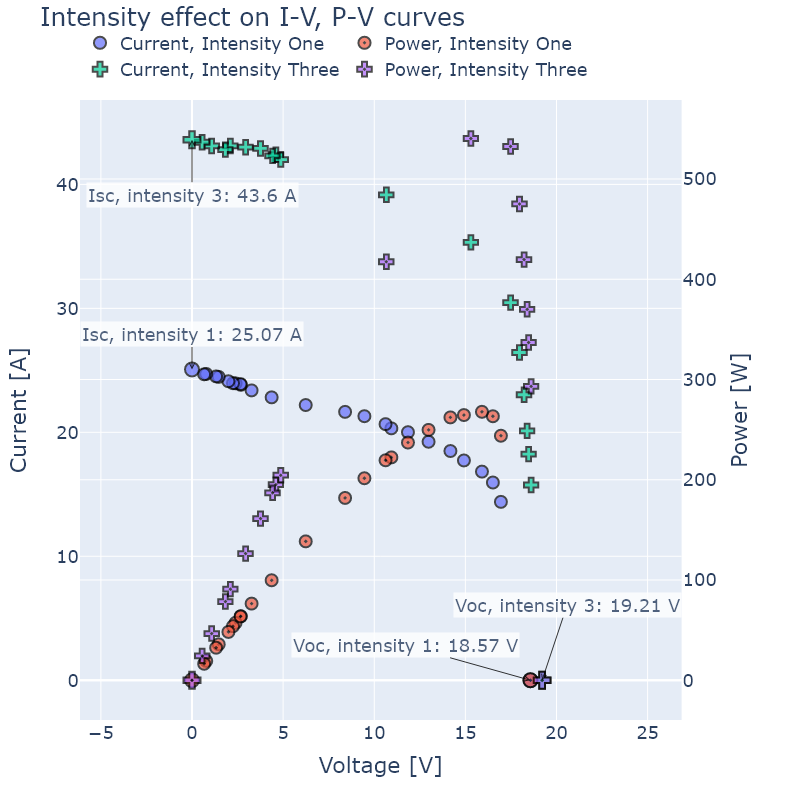 Intensity effect on I-V, P-V curves
Current, Intensity One
Power, Intensity One
Current, Intensity Three
Power, Intensity Three
Isc, intensity 3: 43.6 A
Isc, intensity 1: 25.07 A
Voc, intensity 3: 19.21 V
Voc, intensity 1: 18.57 V
40
30
20
10
0
Current [A]
500
400
300
200
100
0
Power [W]
−5
0
5
10
15
20
25
Voltage [V]